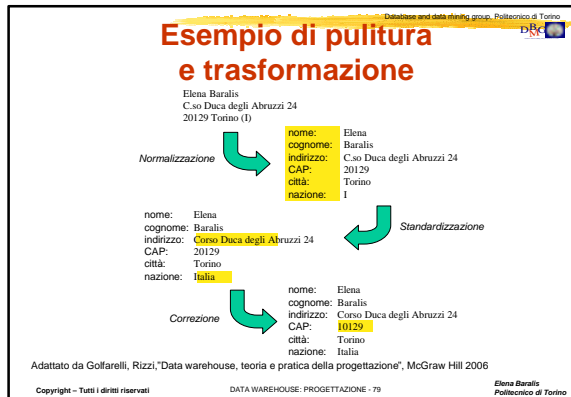 Database and data mining group, Politecnico di Torino
DBMG
Esempio di pulitura
e trasformazione
Elena Baralis
C.so Duca degli Abruzzi 24
20129 Torino (I)
Normalizzazione
nome: Elena
cognome: Baralis
indirizzo: C.so Duca degli Abruzzi 24
CAP: 20129
città: Torino
nazione: I
Standardizzazione
nome: Elena
cognome: Baralis
indirizzo: Corso Duca degli Abruzzi 24
CAP: 20129
città: Torino
nazione: Italia
Correzione
nome: Elena
cognome: Baralis
indirizzo: Corso Duca degli Abruzzi 24
CAP: 10129
città: Torino
nazione: Italia
Adattato da Golfarelli, Rizzi,"Data warehouse, teoria e pratica della progettazione", McGraw Hill 2006
Copyright – Tutti i diritti riservati
DATA WAREHOUSE: PROGETTAZIONE - 79
Elena Baralis
Politecnico di Torino